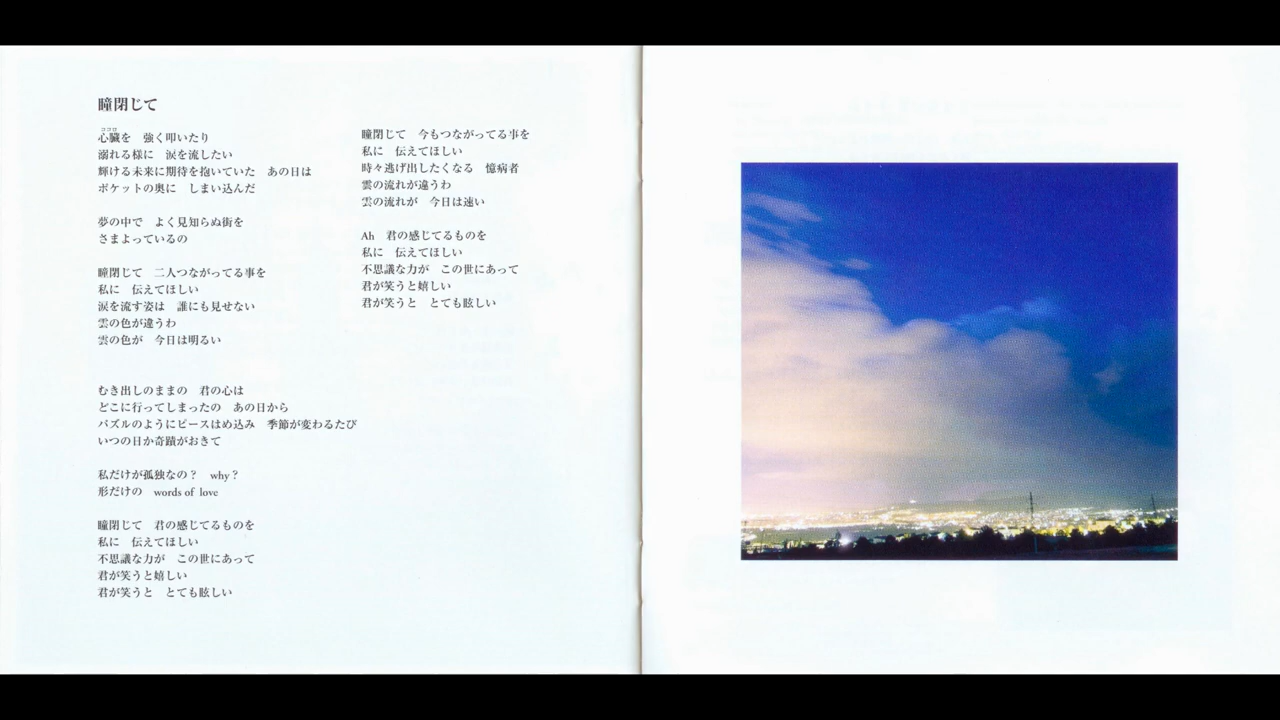 瞳閉じて
ココロ
心臓を　強く叩いたり
溺れる様に　涙を流したい
輝ける未来に期待を抱いていた　あの日は
ポケットの奥に　しまい込んだ
夢の中で　よく見知らぬ街を
さまよっているの
瞳閉じて　二人つながってる事を
私に　伝えてほしい
涙を流す姿は　誰にも見せない
雲の色が違うわ
雲の色が　今日は明るい
むき出しのままの　君の心は
どこに行ってしまったの　あの日から
パズルのようにピースはめ込み　季節が変わるたび
いつの日か奇蹟がおきて
私だけが孤独なの？　why？
形だけの　words of love
瞳閉じて　君の感じてるものを
私に　伝えてほしい
不思議な力が　この世にあって
君が笑うと嬉しい
君が笑うと　とても眩しい
瞳閉じて　今もつながってる事を
私に　伝えてほしい
時々逃げ出したくなる　憶病者
雲の流れが違うわ
雲の流れが　今日は速い
Ah　君の感じてるものを
私に　伝えてほしい
不思議な力が　この世にあって
君が笑うと嬉しい
君が笑うと　とても眩しい